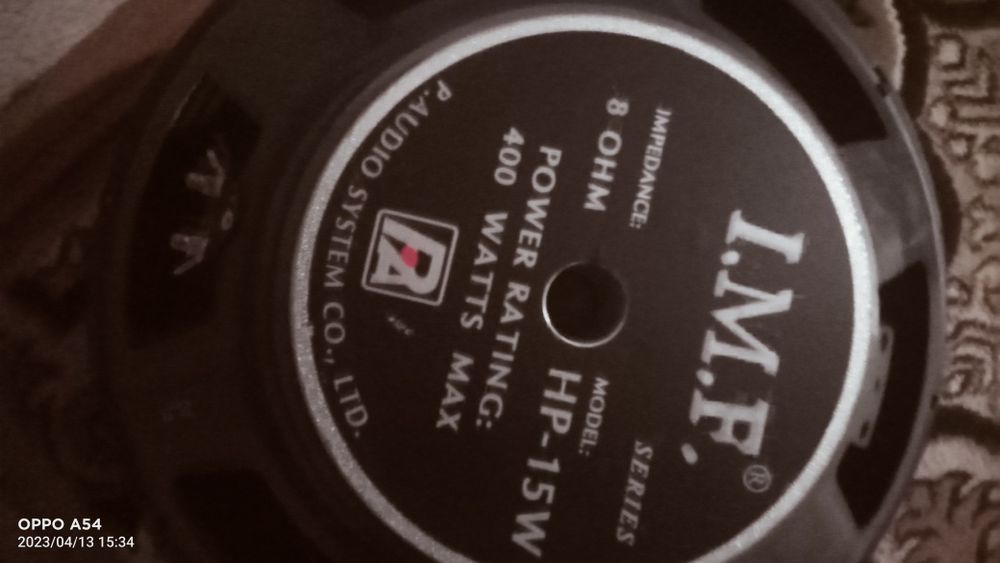 I.M.P.®
SERIES
IMPEDANCE:
8 OHM
MODEL:
HP-15W
POWER RATING:
400 WATTS MAX
PA
P.AUDIO SYSTEM CO., LTD.
OPPO A54
2023/04/13 15:34